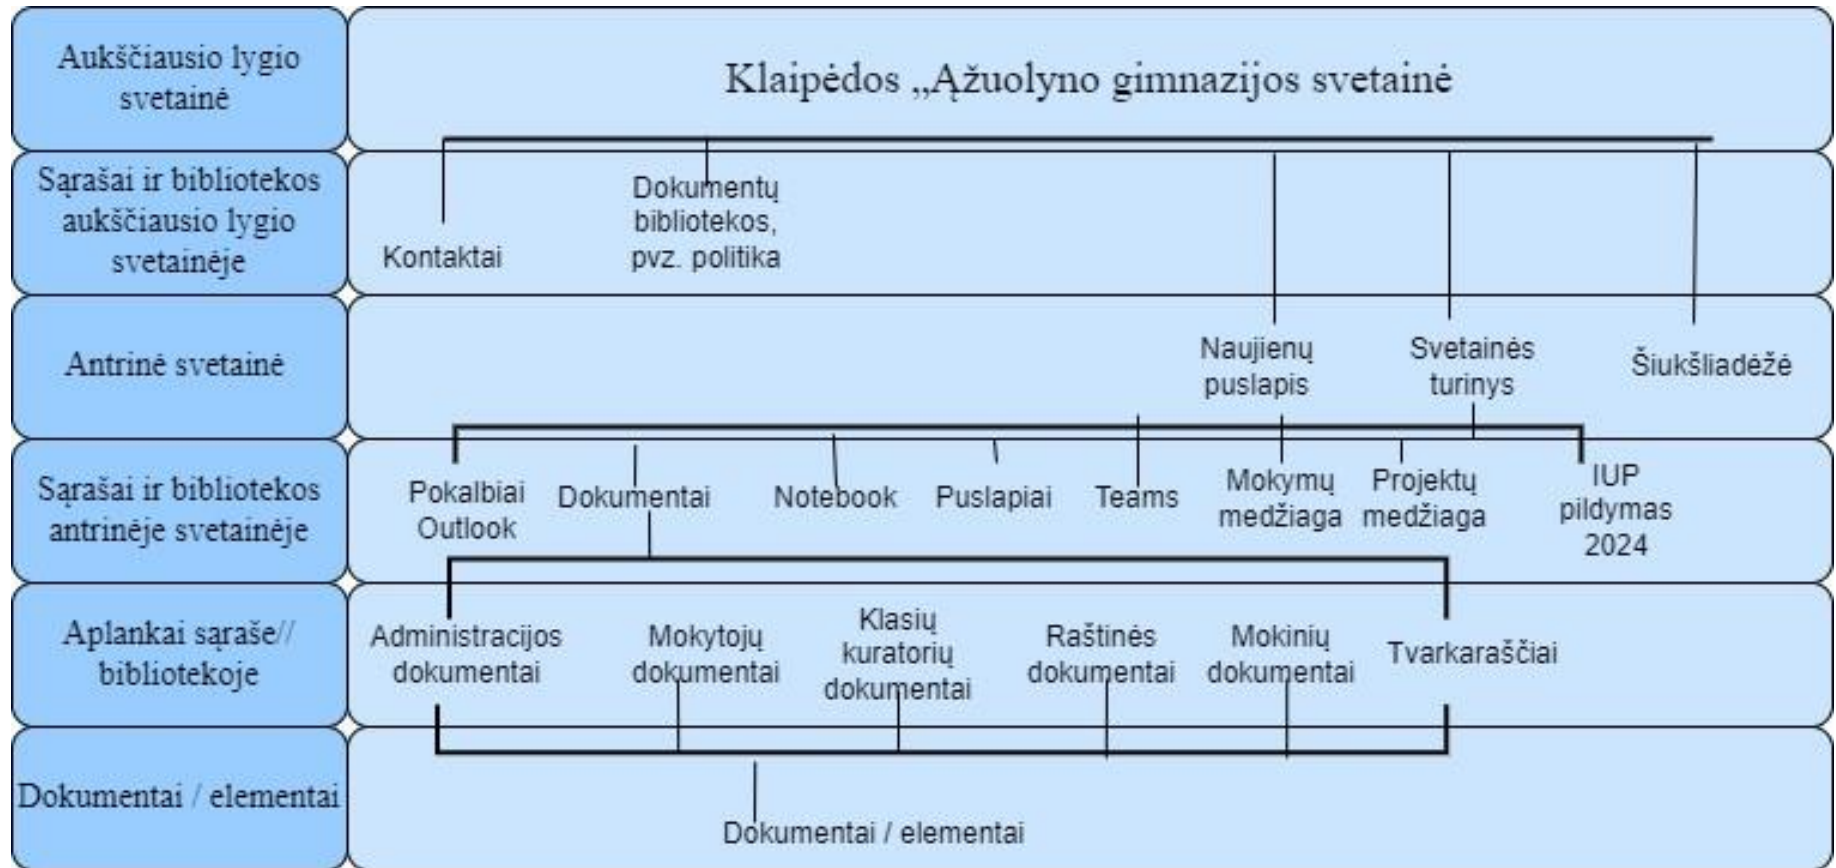 Aukščiausio lygio
svetainė
Klaipėdos „Ąžuolyno gimnazijos svetainė
Sąrašai ir bibliotekos
aukščiausio lygio
svetainėje
Kontaktai
Dokumentų
bibliotekos,
pvz. politika
Antrinė svetainė
Naujienų
puslapis
Svetainės
turinys
Šiukšliadėžė
Sąrašai ir bibliotekos
antrinėje svetainėje
Pokalbiai
Outlook
Dokumentai
Notebook
Puslapiai
Teams
Mokymų
medžiaga
Projektų
medžiaga
IUP
pildymas
2024
Aplankai sąraše//
bibliotekoje
Administracijos
dokumentai
Mokytojų
dokumentai
Klasių
kuratorių
dokumentai
Raštinės
dokumentai
Mokinių
dokumentai
Tvarkaraščiai
Dokumentai / elementai
Dokumentai / elementai